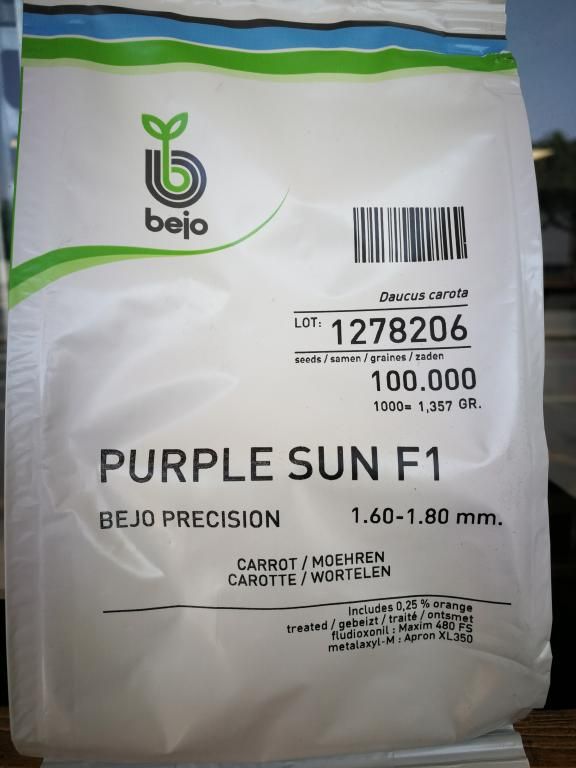 bejo
Daucus carota
LOT: 1278206
seeds / samen / graines / zaden
100.000
1000= 1,357 GR.
PURPLE SUN F1
BEJO PRECISION 1.60-1.80 mm.
CARROT / MOEHREN
CAROTTE / WORTELEN
Includes 0,25 % orange
treated / gebeizt / traité / ontsmet
fludioxonil : Maxim 480 FS
metalaxyl-M : Apron XL350